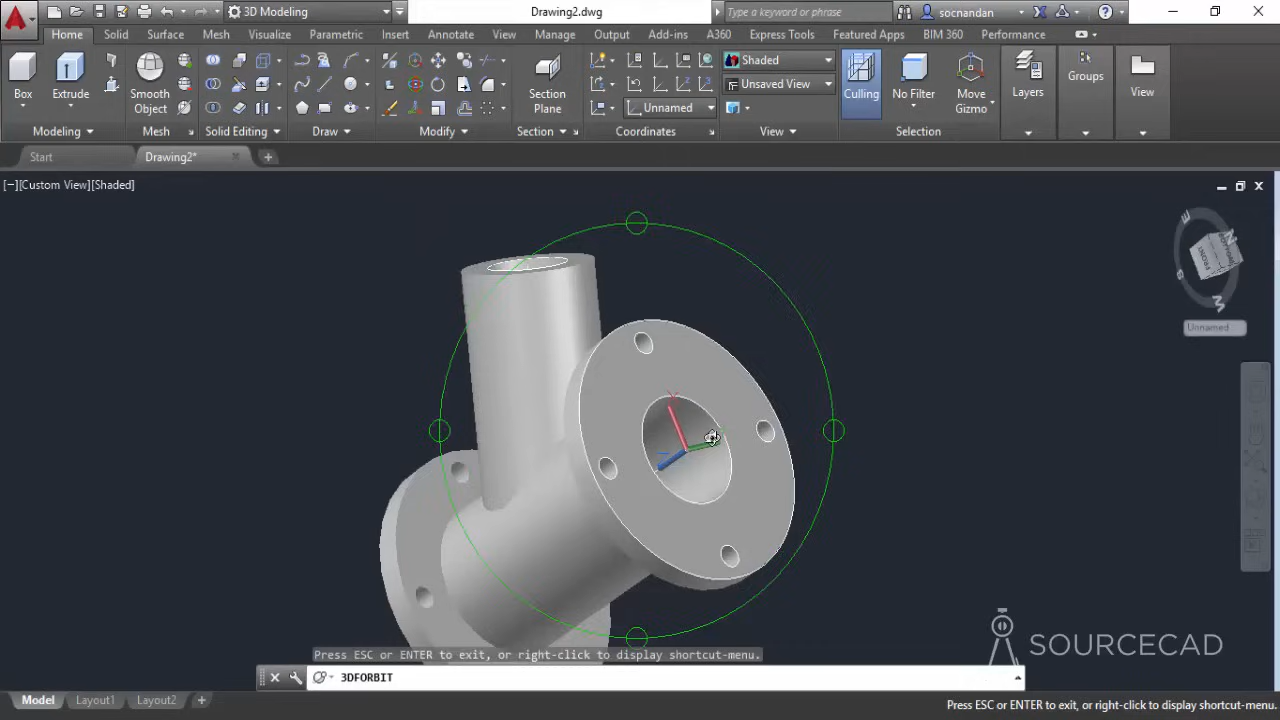 3D Modeling Drawing2.dwg Type a keyword or phrase socnandan
Home Solid Surface Mesh Visualize Parametric Insert Annotate View Manage Output Add-ins A360 Express Tools Featured Apps BIM 360 Performance
Shaded
Unsaved View
Unnamed
Box Extrude Smooth Object Section Plane Culling No Filter Move Gizmo Layers Groups View
Modeling Mesh Solid Editing Draw Modify Section Coordinates View Selection
Start Drawing2* +
[−][Custom View][Shaded]
E
N
FRONT
S
W
Unnamed
X
SOURCECAD
Press ESC or ENTER to exit, or right-click to display shortcut-menu.
3DFORBIT
Model Layout1 Layout2 +
Press ESC or ENTER to exit, or right-click to display shortcut-menu.